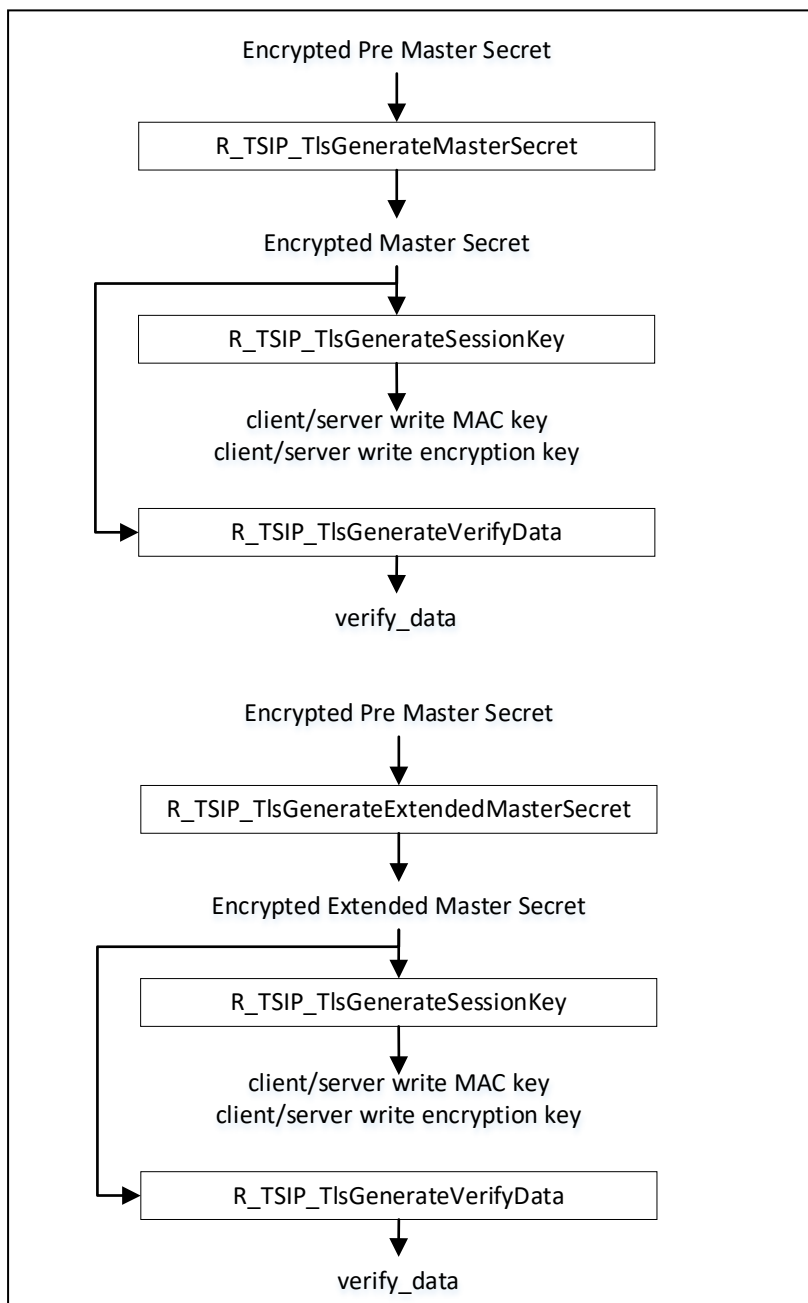 Encrypted Pre Master Secret
R_TSIP_TlsGenerateMasterSecret
Encrypted Master Secret
R_TSIP_TlsGenerateSessionKey
client/server write MAC key
client/server write encryption key
R_TSIP_TlsGenerateVerifyData
verify_data
Encrypted Pre Master Secret
R_TSIP_TlsGenerateExtendedMasterSecret
Encrypted Extended Master Secret
R_TSIP_TlsGenerateSessionKey
client/server write MAC key
client/server write encryption key
R_TSIP_TlsGenerateVerifyData
verify_data